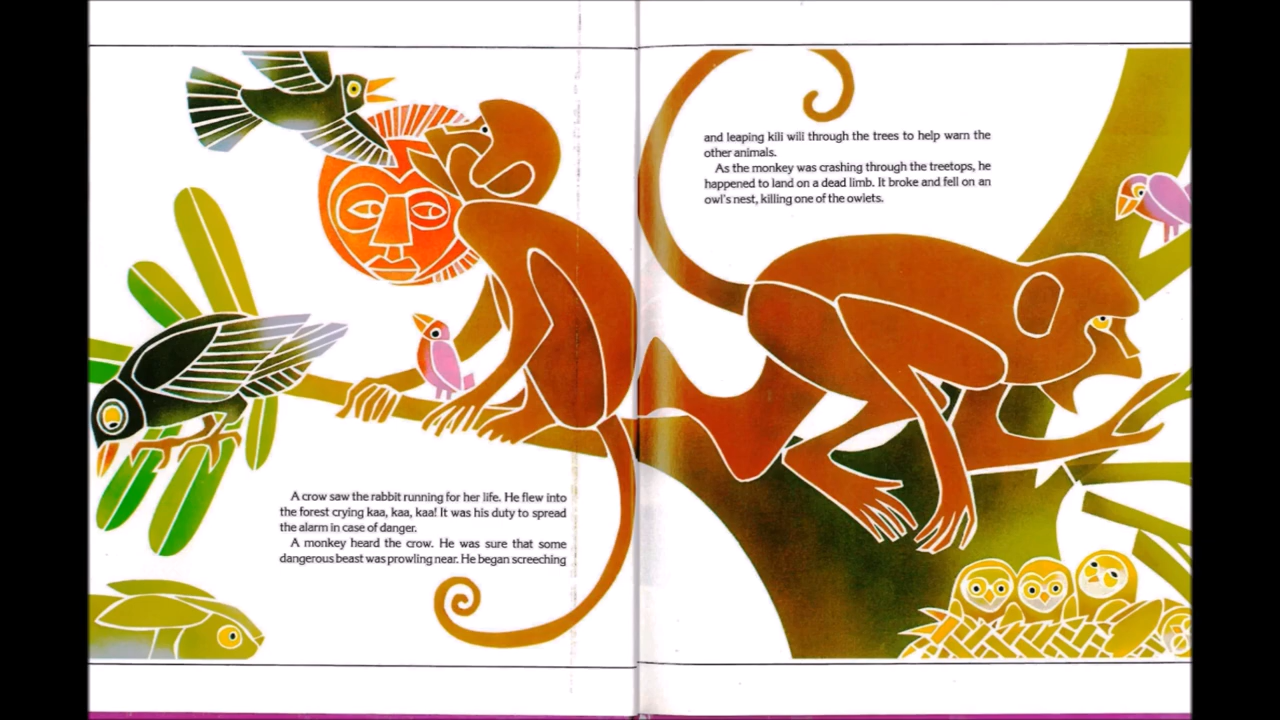 A crow saw the rabbit running for her life. He flew into
the forest crying kaa, kaa, kaa! It was his duty to spread
the alarm in case of danger.
A monkey heard the crow. He was sure that some
dangerous beast was prowling near. He began screeching
and leaping kili wili through the trees to help warn the
other animals.
As the monkey was crashing through the treetops, he
happened to land on a dead limb. It broke and fell on an
owl's nest, killing one of the owlets.